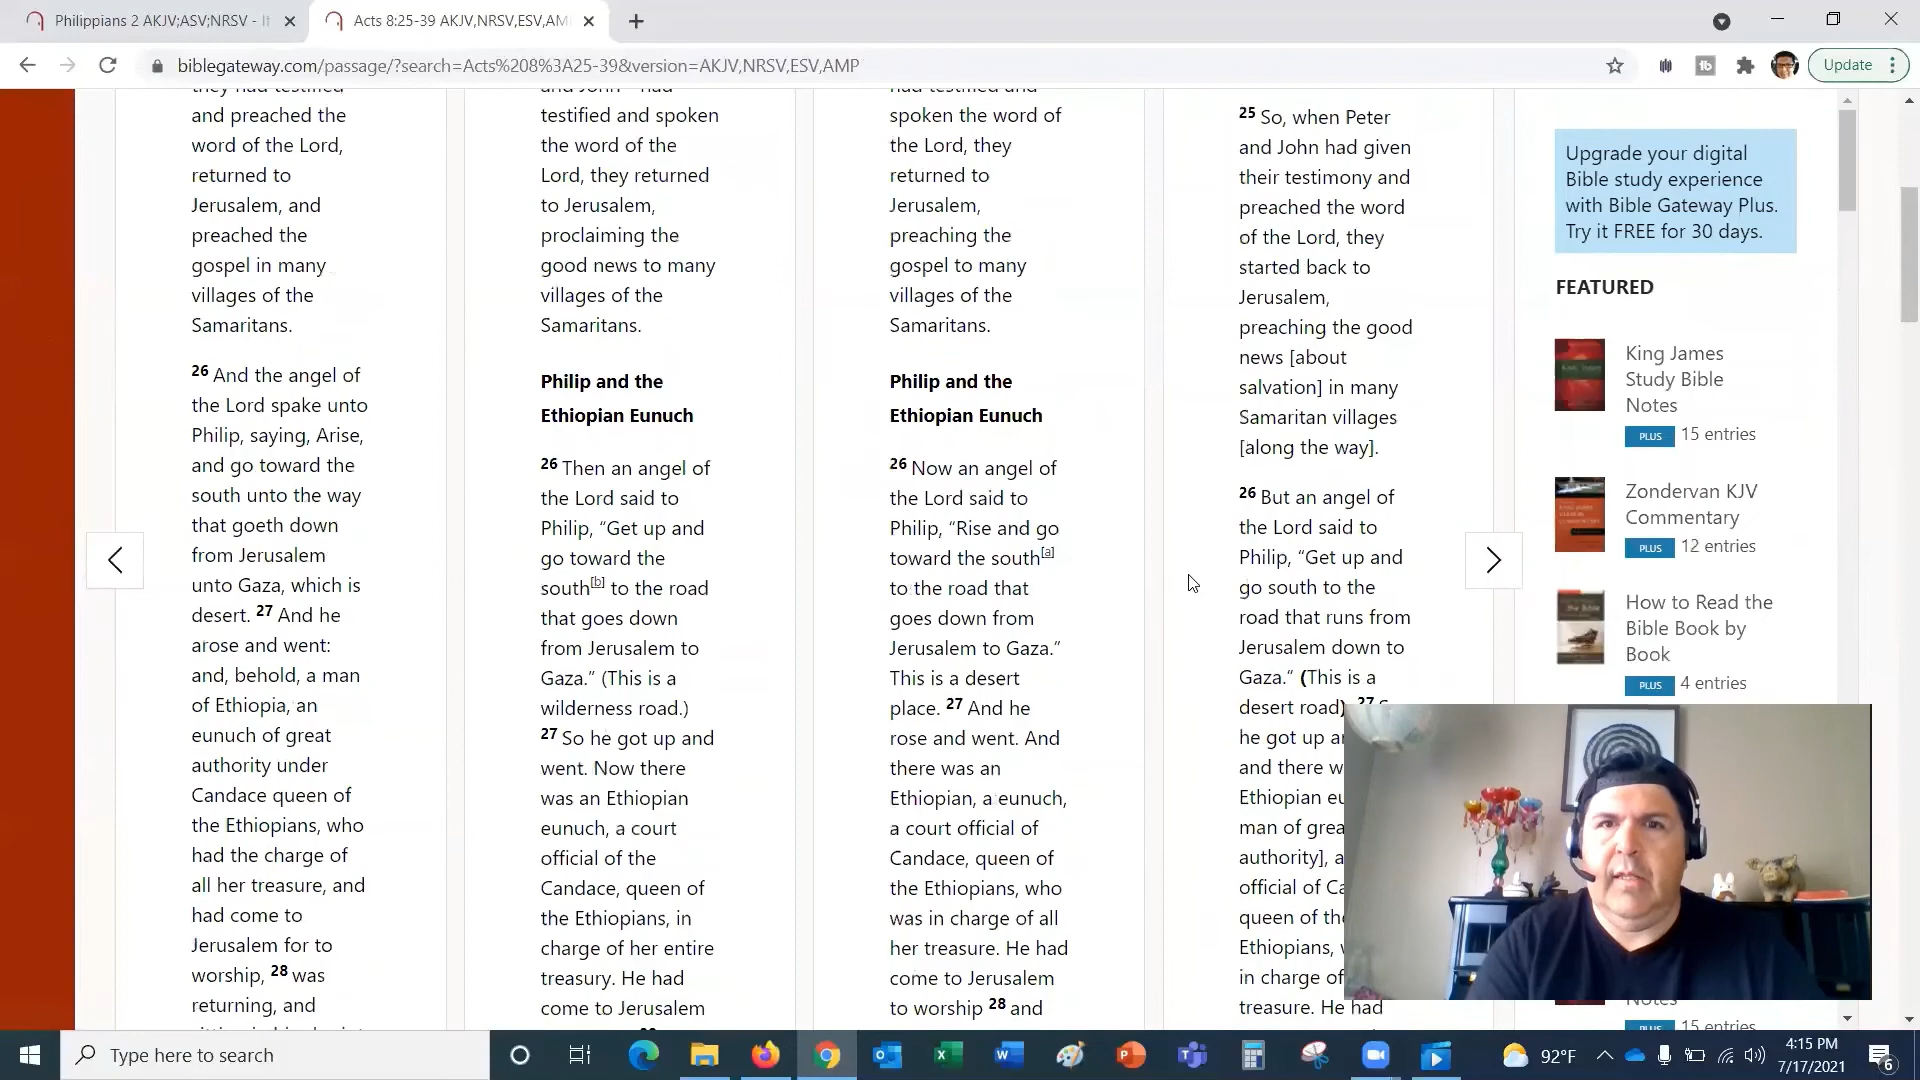 Philippians 2 AKJV;ASV;NRSV -
Acts 8:25-39 AKJV,NRSV,ESV,AM
biblegateway.com/passage/?search=Acts%208%3A25-39&version=AKJV,NRSV,ESV,AMP
Update
they had testified
and preached the
word of the Lord,
returned to
Jerusalem, and
preached the
gospel in many
villages of the
Samaritans.
26 And the angel of
the Lord spake unto
Philip, saying, Arise,
and go toward the
south unto the way
that goeth down
from Jerusalem
unto Gaza, which is
desert. 27 And he
arose and went:
and, behold, a man
of Ethiopia, an
eunuch of great
authority under
Candace queen of
the Ethiopians, who
had the charge of
all her treasure, and
had come to
Jerusalem for to
worship, 28 was
returning, and
and John had
testified and spoken
the word of the
Lord, they returned
to Jerusalem,
proclaiming the
good news to many
villages of the
Samaritans.
Philip and the
Ethiopian Eunuch
26 Then an angel of
the Lord said to
Philip, “Get up and
go toward the
south[b] to the road
that goes down
from Jerusalem to
Gaza.” (This is a
wilderness road.)
27 So he got up and
went. Now there
was an Ethiopian
eunuch, a court
official of the
Candace, queen of
the Ethiopians, in
charge of her entire
treasury. He had
come to Jerusalem
had testified and
spoken the word of
the Lord, they
returned to
Jerusalem,
preaching the
gospel to many
villages of the
Samaritans.
Philip and the
Ethiopian Eunuch
26 Now an angel of
the Lord said to
Philip, “Rise and go
toward the south[a]
to the road that
goes down from
Jerusalem to Gaza.”
This is a desert
place. 27 And he
rose and went. And
there was an
Ethiopian, a eunuch,
a court official of
Candace, queen of
the Ethiopians, who
was in charge of all
her treasure. He had
come to Jerusalem
to worship 28 and
25 So, when Peter
and John had given
their testimony and
preached the word
of the Lord, they
started back to
Jerusalem,
preaching the good
news [about
salvation] in many
Samaritan villages
[along the way].
26 But an angel of
the Lord said to
Philip, “Get up and
go south to the
road that runs from
Jerusalem down to
Gaza.” (This is a
desert road). 27
he got up
and there
Ethiopian
man of
authority], a
official of
queen of
Ethiopians,
in charge of
treasure. He had
Upgrade your digital
Bible study experience
with Bible Gateway Plus.
Try it FREE for 30 days.
FEATURED
King James
Study Bible
Notes
PLUS 15 entries
Zondervan KJV
Commentary
PLUS 12 entries
How to Read the
Bible Book by
Book
PLUS 4 entries
Notes
PLUS 15 entries
Type here to search
92°F
4:15 PM
7/17/2021
6